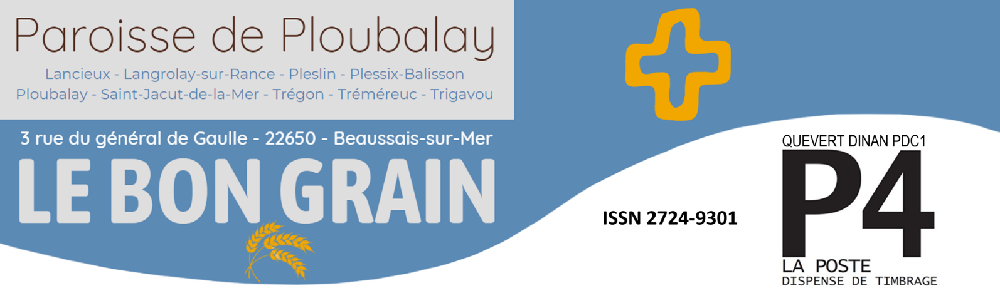 Paroisse de Ploubalay
Lancieux - Langrolay-sur-Rance - Pleslin - Plessix-Balisson
Ploubalay - Saint-Jacut-de-la-Mer - Trégon - Tréméreuc - Trigavou
3 rue du général de Gaulle - 22650 - Beaussais-sur-Mer
LE BON GRAIN
ISSN 2724-9301
QUEVERT DINAN PDC1
P4
LA POSTE
DISPENSE DE TIMBRAGE